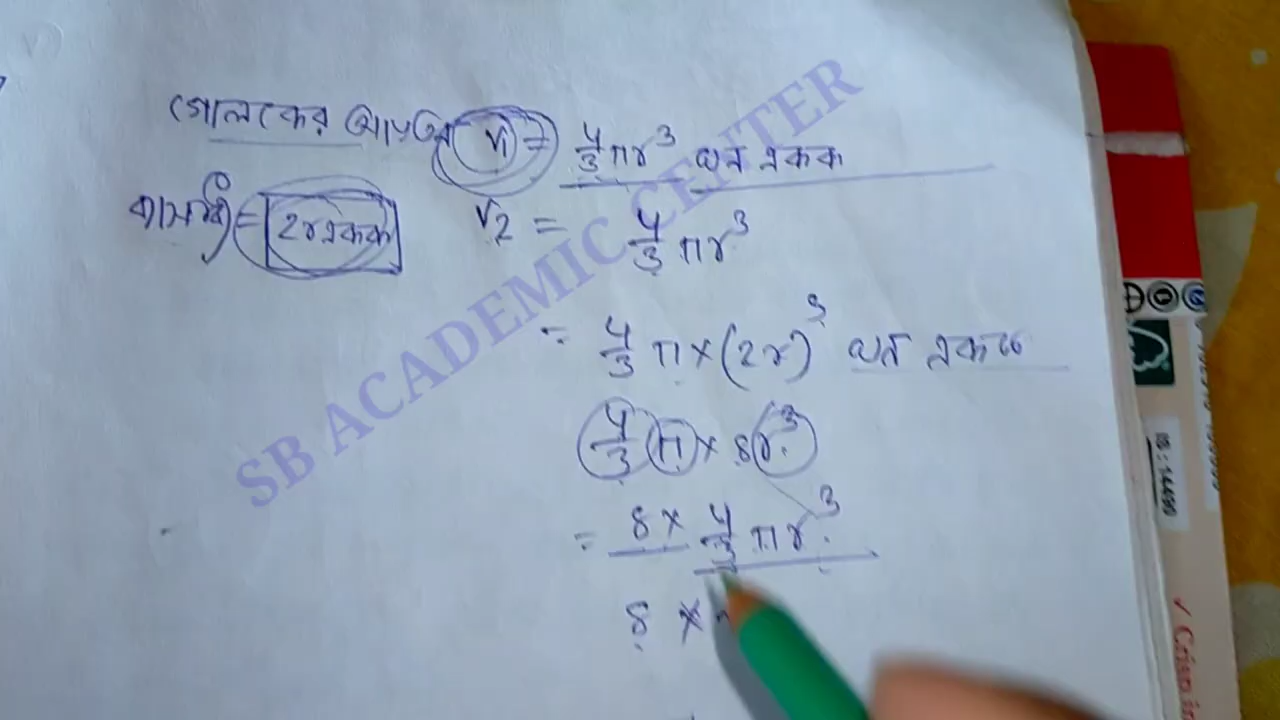 গোলকের আয়তন V₁ = 4/3 πr³ ঘন একক
ব্যাসার্ধ = 2r একক
V₂ = 4/3 πr³
= 4/3 π × (2r)³ ঘন একক
4/3 π × 8r³
= 8 × 4/3 πr³
8 ×
SB ACADEMIC CENTER